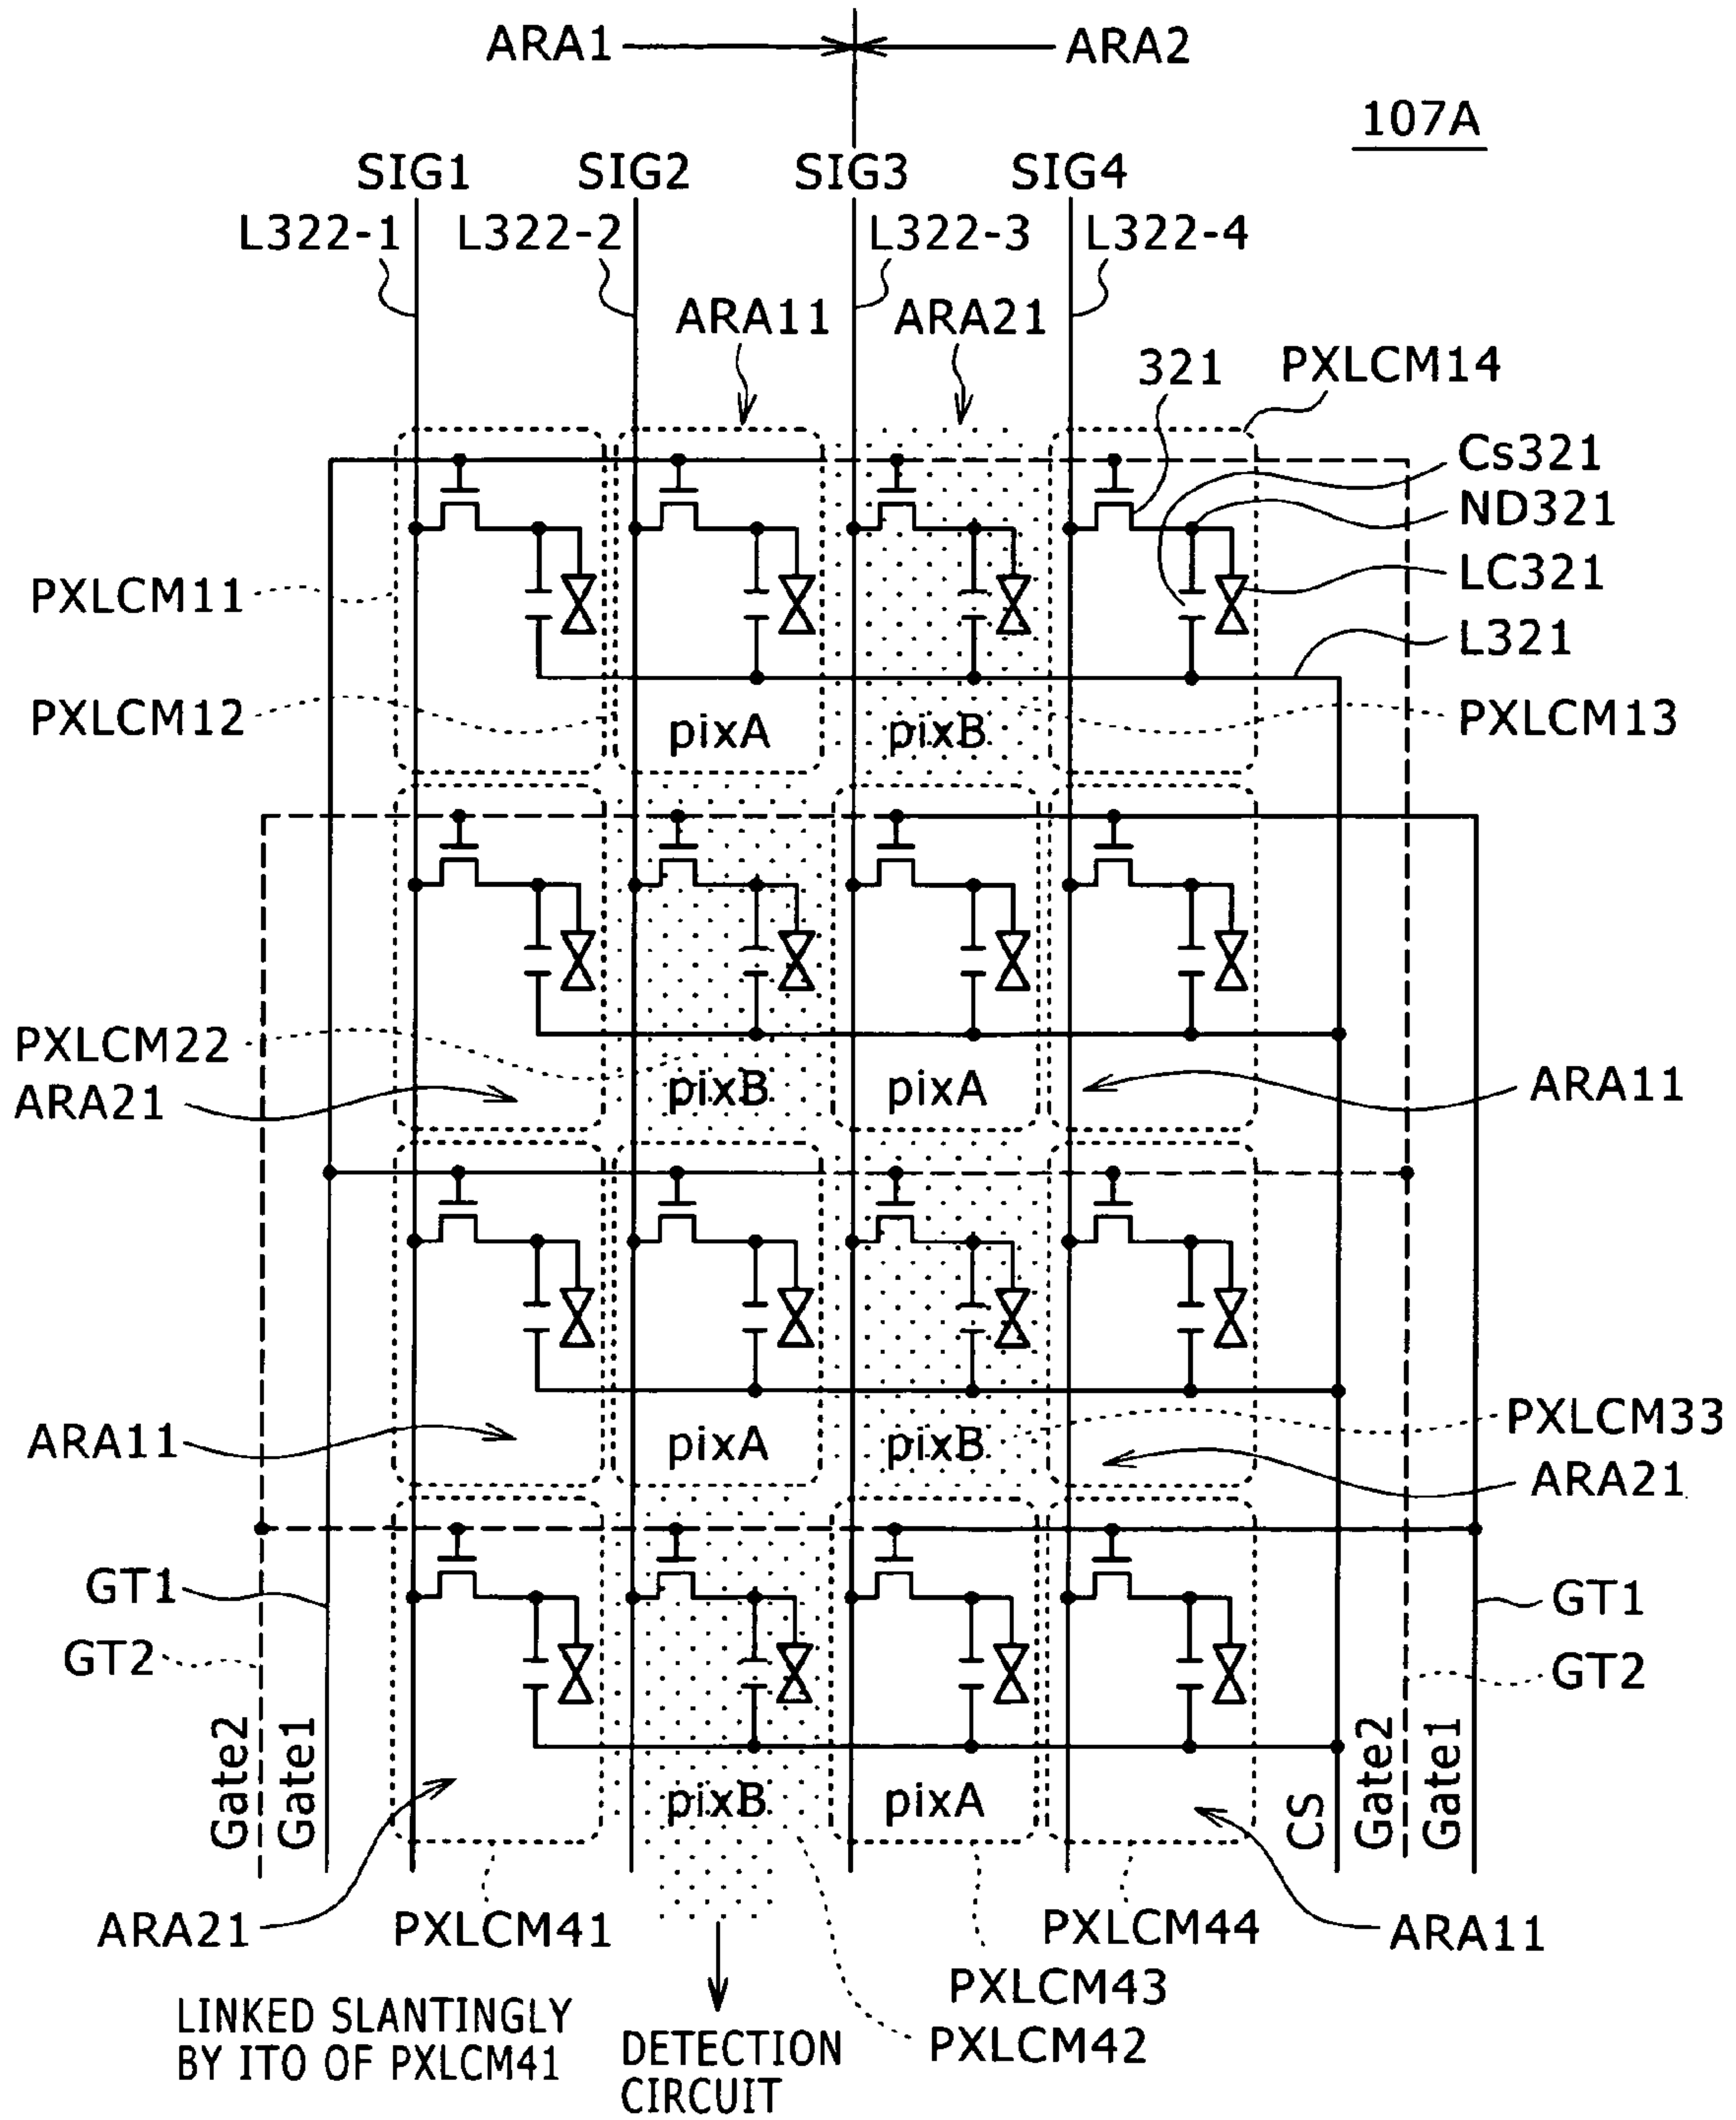 ARA1 ARA2
107A
SIG1 SIG2 SIG3 SIG4
L322-1 L322-2 L322-3 L322-4
ARA11 ARA21
321 PXLCM14
Cs321
ND321
PXLCM11 LC321
L321
PXLCM12 pixA pixB PXLCM13
PXLCM22
ARA21 pixB pixA ARA11
ARA11 pixA pixB PXLCM33
ARA21
GT1 GT1
GT2 GT2
Gate2 Gate1 CS Gate2 Gate1
pixB pixA
ARA21 PXLCM41 PXLCM44 ARA11
PXLCM43
PXLCM42
LINKED SLANTINGLY
BY ITO OF PXLCM41
DETECTION
CIRCUIT